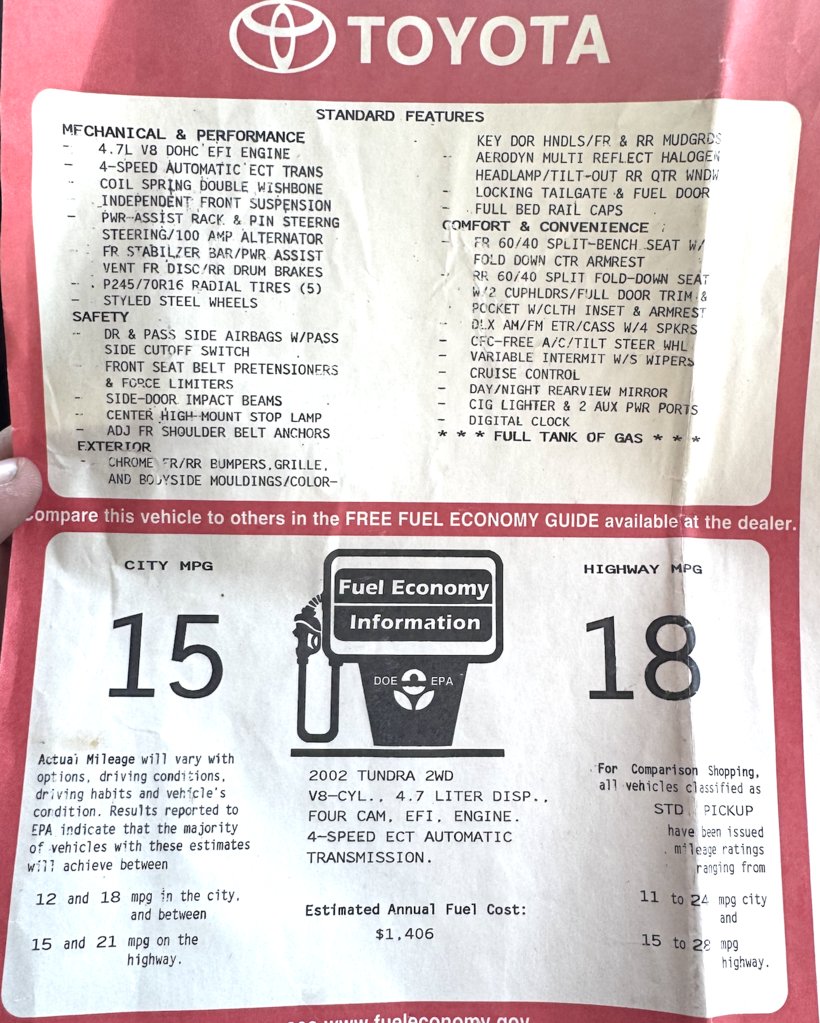 TOYOTA
STANDARD FEATURES
MECHANICAL & PERFORMANCE
- 4.7L V8 DOHC EFI ENGINE
- 4-SPEED AUTOMATIC ECT TRANS
- COIL SPRING DOUBLE WISHBONE
- INDEPENDENT FRONT SUSPENSION
- PWR-ASSIST RACK & PIN STEERNG
STEERING/100 AMP ALTERNATOR
- FR STABILZER BAR/PWR ASSIST
VENT FR DISC/RR DRUM BRAKES
- P245/70R16 RADIAL TIRES (5)
- STYLED STEEL WHEELS
SAFETY
- DR & PASS SIDE AIRBAGS W/PASS
SIDE CUTOFF SWITCH
- FRONT SEAT BELT PRETENSIONERS
& FORCE LIMITERS
- SIDE-DOOR IMPACT BEAMS
- CENTER HIGH-MOUNT STOP LAMP
- ADJ FR SHOULDER BELT ANCHORS
EXTERIOR
- CHROME FR/RR BUMPERS,GRILLE,
AND BODYSIDE MOULDINGS/COLOR-
KEY DOR HNDLS/FR & RR MUDGRDS
- AERODYN MULTI REFLECT HALOGEN
HEADLAMP/TILT-OUT RR QTR WNDW
- LOCKING TAILGATE & FUEL DOOR
- FULL BED RAIL CAPS
COMFORT & CONVENIENCE
- FR 60/40 SPLIT-BENCH SEAT W/
FOLD DOWN CTR ARMREST
- RR 60/40 SPLIT FOLD-DOWN SEAT
W/2 CUPHLDRS/FULL DOOR TRIM &
POCKET W/CLTH INSET & ARMREST
- DLX AM/FM ETR/CASS W/4 SPKRS
- CFC-FREE A/C/TILT STEER WHL
- VARIABLE INTERMIT W/S WIPERS
- CRUISE CONTROL
- DAY/NIGHT REARVIEW MIRROR
- CIG LIGHTER & 2 AUX PWR PORTS
- DIGITAL CLOCK
* * * FULL TANK OF GAS * * *
Compare this vehicle to others in the FREE FUEL ECONOMY GUIDE available at the dealer.
CITY MPG
15
Fuel Economy
Information
DOE EPA
HIGHWAY MPG
18
Actual Mileage will vary with
options, driving conditions,
driving habits and vehicle's
condition. Results reported to
EPA indicate that the majority
of vehicles with these estimates
will achieve between
12 and 18 mpg in the city,
and between
15 and 21 mpg on the
highway.
2002 TUNDRA 2WD
V8-CYL., 4.7 LITER DISP.,
FOUR CAM, EFI, ENGINE.
4-SPEED ECT AUTOMATIC
TRANSMISSION.
Estimated Annual Fuel Cost:
$1,406
For Comparison Shopping,
all vehicles classified as
STD PICKUP
have been issued
mileage ratings
ranging from
11 to 24 mpg city
and
15 to 28 mpg
highway.
www.fueleconomy.gov